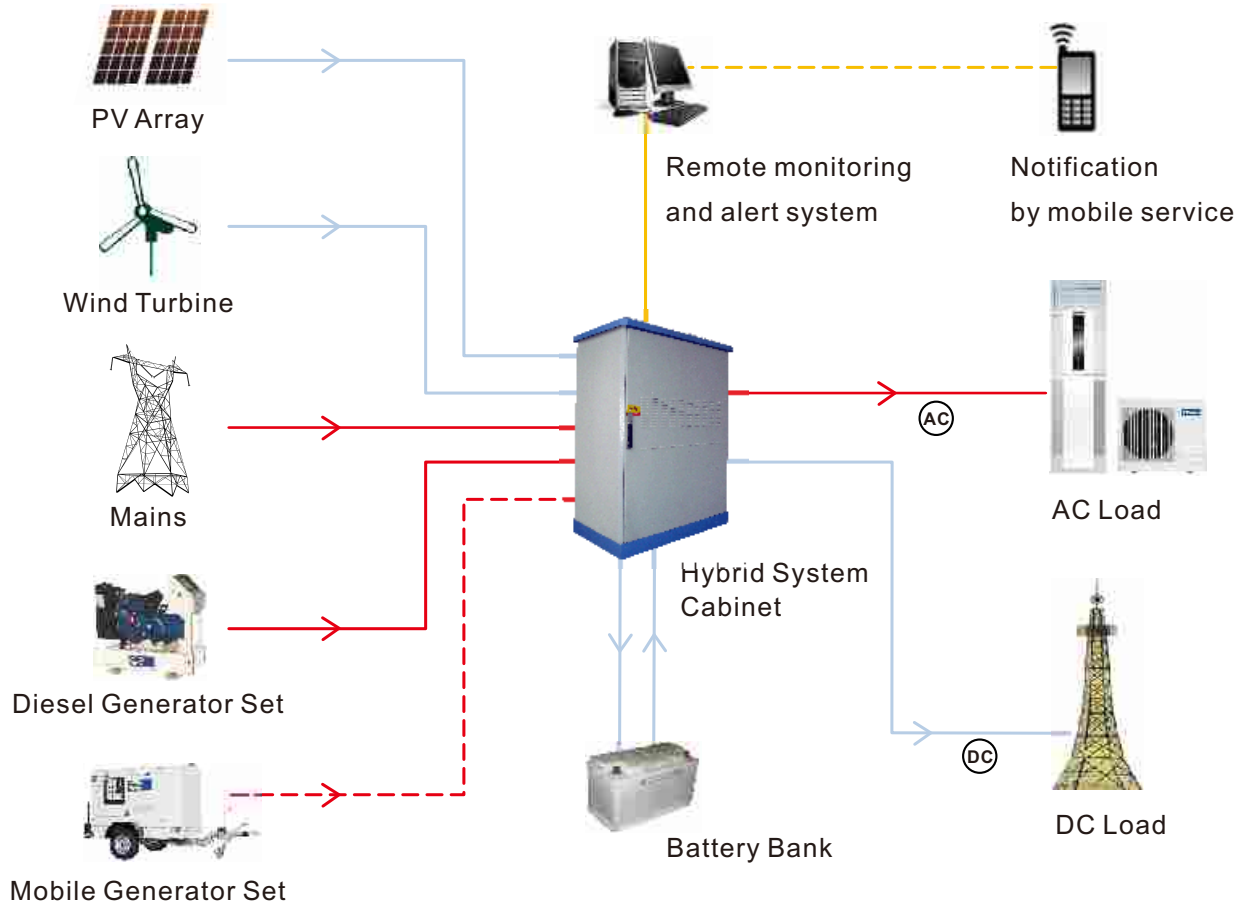 PV Array
Wind Turbine
Mains
Diesel Generator Set
Mobile Generator Set
Remote monitoring
and alert system
Notification
by mobile service
Hybrid System
Cabinet
Battery Bank
AC
AC Load
DC
DC Load